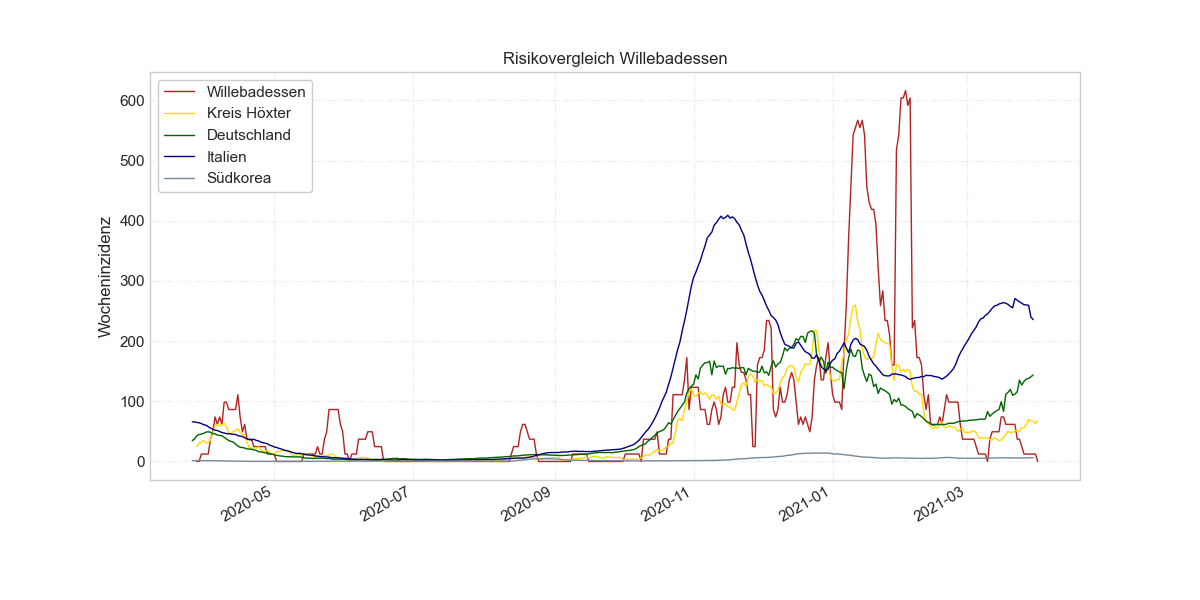 Risikovergleich Willebadessen
Willebadessen
Kreis Höxter
Deutschland
Italien
Südkorea
Wocheninzidenz
600
500
400
300
200
100
0
2020-05
2020-07
2020-09
2020-11
2021-01
2021-03